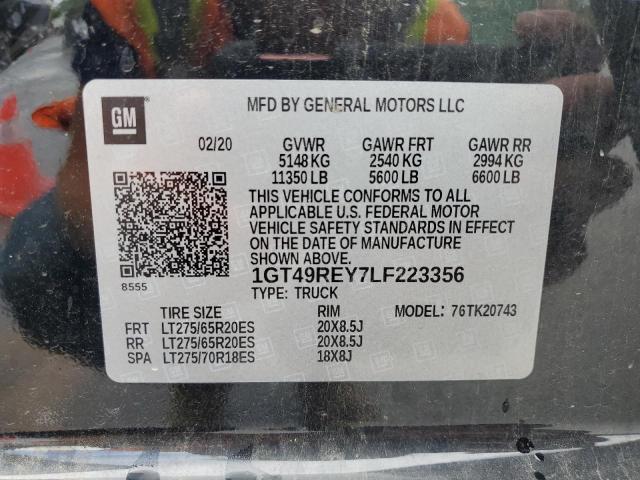 GM
MFD BY GENERAL MOTORS LLC
02/20 GVWR GAWR FRT GAWR RR
5148 KG 2540 KG 2994 KG
11350 LB 5600 LB 6600 LB
THIS VEHICLE CONFORMS TO ALL
APPLICABLE U.S. FEDERAL MOTOR
VEHICLE SAFETY STANDARDS IN EFFECT
ON THE DATE OF MANUFACTURE
SHOWN ABOVE.
8555
1GT49REY7LF223356
TYPE: TRUCK
TIRE SIZE RIM MODEL: 76TK20743
FRT LT275/65R20ES 20X8.5J
RR LT275/65R20ES 20X8.5J
SPA LT275/70R18ES 18X8J